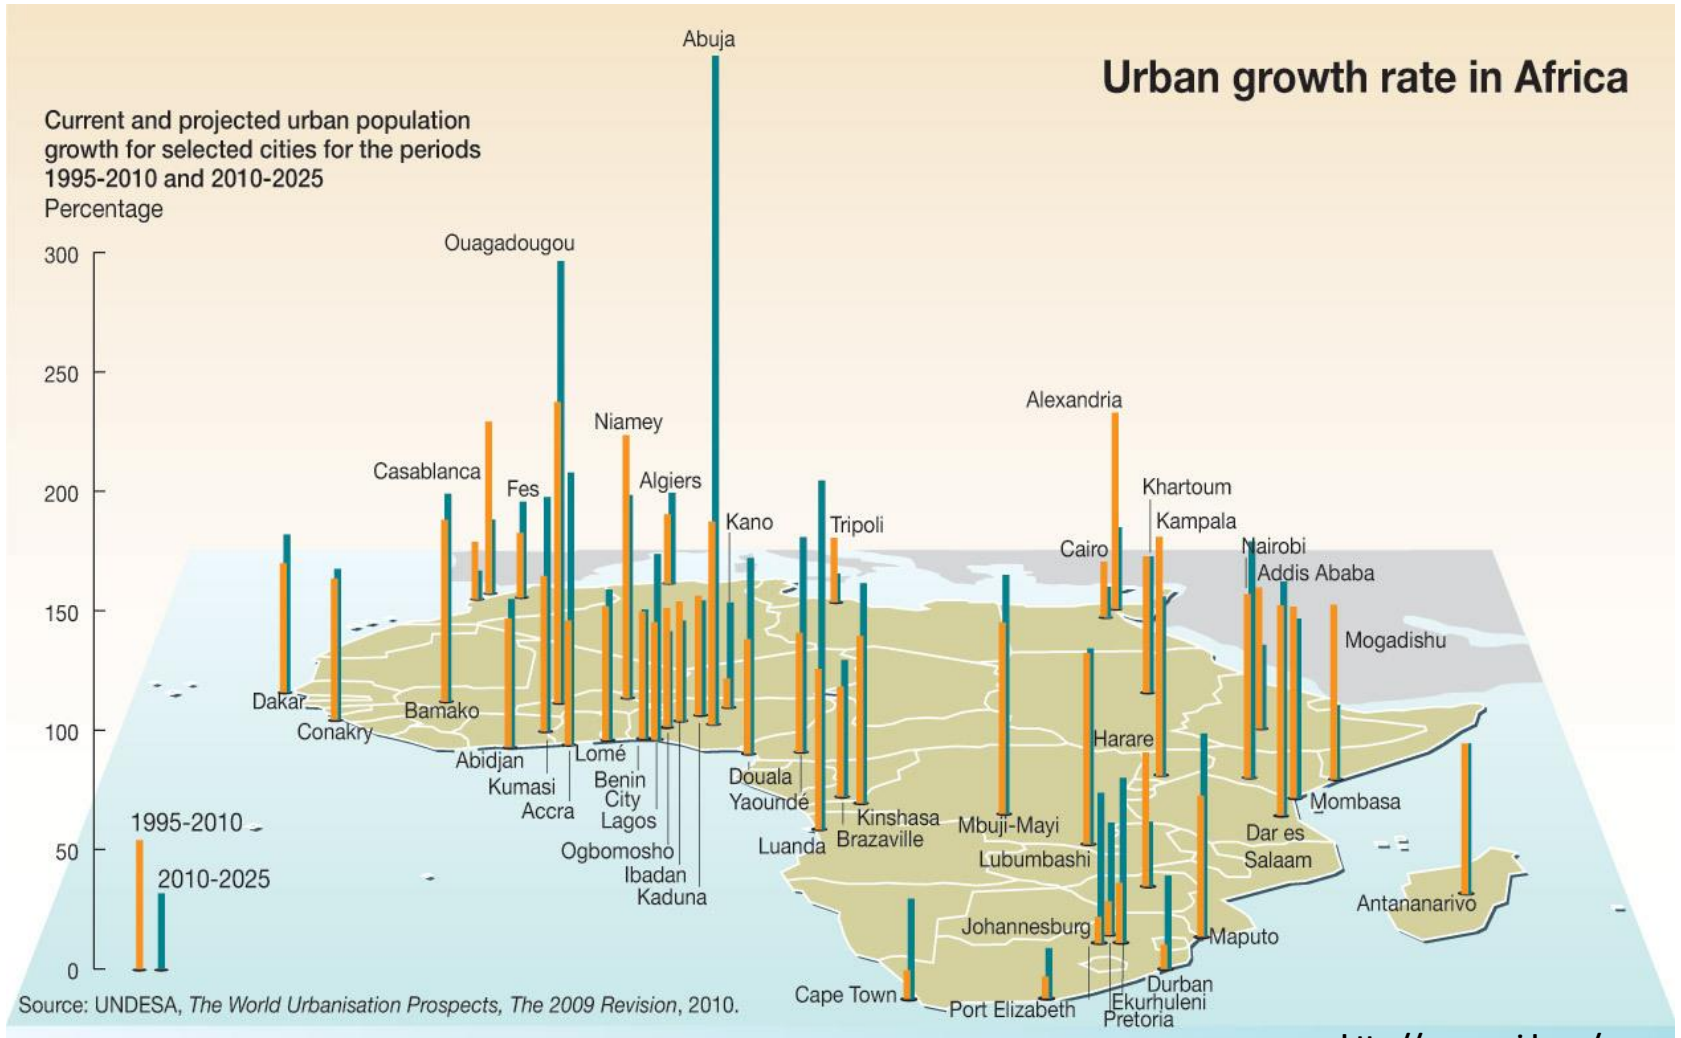 Urban growth rate in Africa
Current and projected urban population
growth for selected cities for the periods
1995-2010 and 2010-2025
Percentage
300
250
200
150
100
50
0
1995-2010
2010-2025
Abuja
Ouagadougou
Niamey
Casablanca
Fes
Algiers
Kano
Tripoli
Alexandria
Khartoum
Kampala
Cairo
Nairobi
Addis Ababa
Mogadishu
Dakar
Conakry
Bamako
Abidjan
Kumasi
Accra
Lomé
Benin
City
Lagos
Ogbomosho
Ibadan
Kaduna
Douala
Yaoundé
Luanda
Kinshasa
Brazaville
Mbuji-Mayi
Lubumbashi
Harare
Mombasa
Dar es
Salaam
Antananarivo
Johannesburg
Maputo
Cape Town
Port Elizabeth
Durban
Ekurhuleni
Pretoria
Source: UNDESA, The World Urbanisation Prospects, The 2009 Revision, 2010.